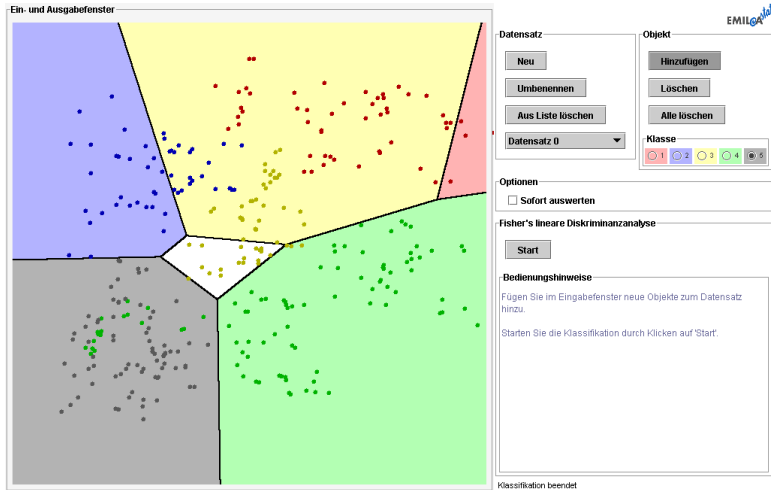 Ein- und Ausgabefenster
EMILeA stat
Datensatz
Neu
Umbenennen
Aus Liste löschen
Datensatz 0
Objekt
Hinzufügen
Löschen
Alle löschen
Klasse
1 2 3 4 5
Optionen
Sofort auswerten
Fisher's lineare Diskriminanzanalyse
Start
Bedienungshinweise
Fügen Sie im Eingabefenster neue Objekte zum Datensatz
hinzu.
Starten Sie die Klassifikation durch Klicken auf 'Start'.
Klassifikation beendet